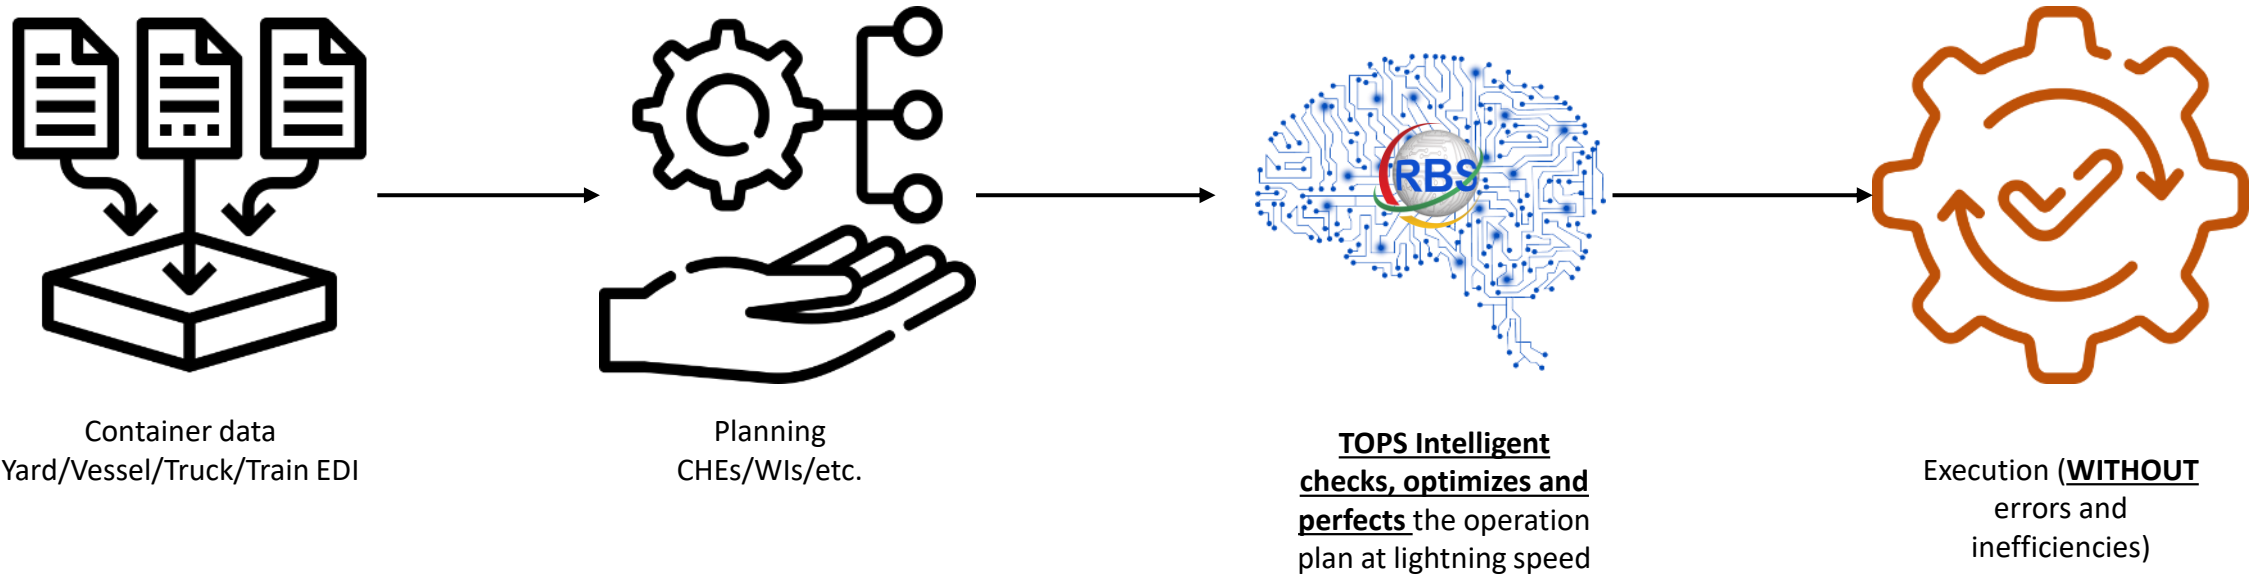 RBS
Container data
Yard/Vessel/Truck/Train EDI
Planning
CHEs/WIs/etc.
TOPS Intelligent
checks, optimizes and
perfects the operation
plan at lightning speed
Execution (WITHOUT
errors and
inefficiencies)